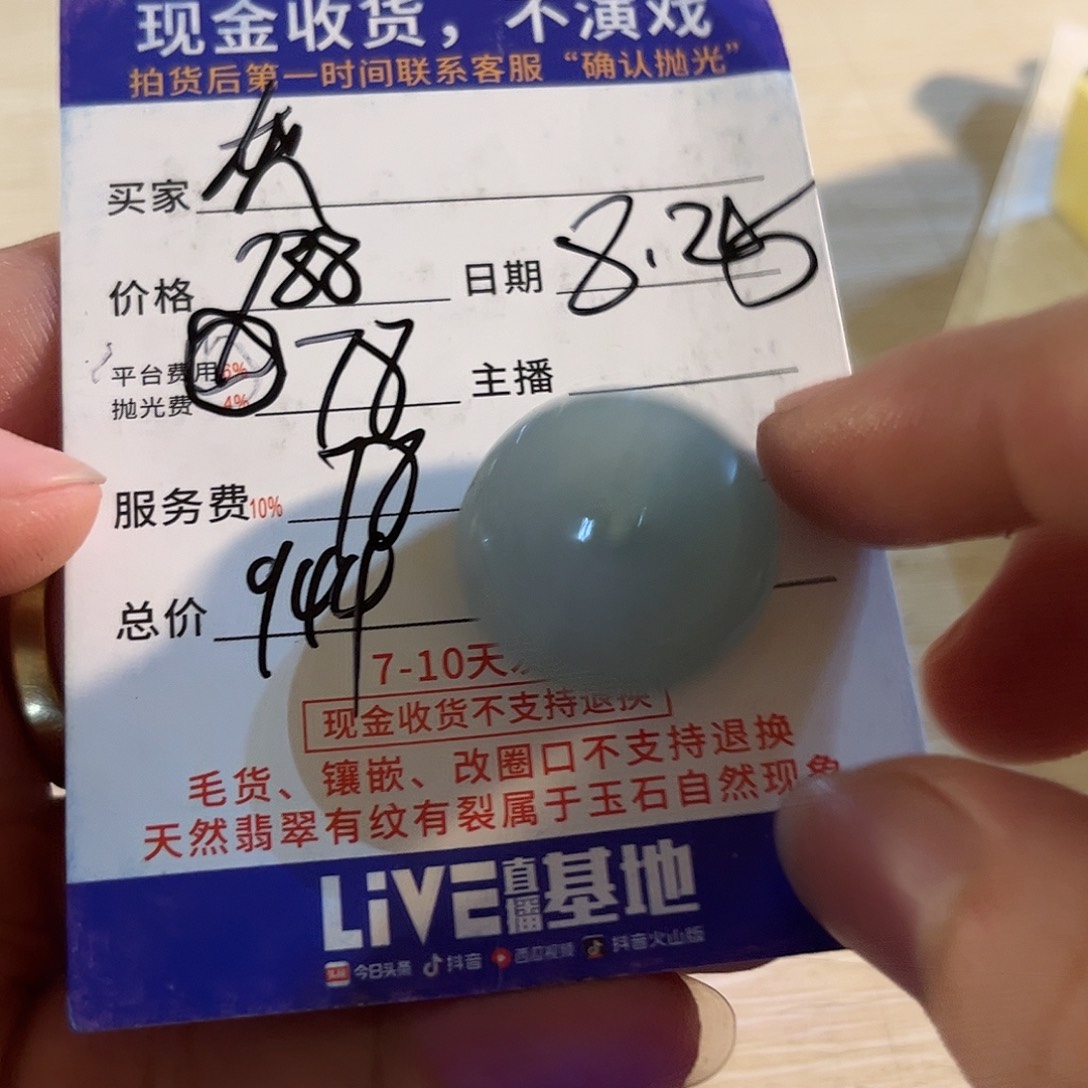 现金收货，不演戏
拍货后第一时间联系客服“确认抛光”
买家
价格 788 日期 8.25
平台费用6% 78 主播
抛光费 4%
服务费10% 78
总价 944
7-10天
现金收货不支持退换
毛货、镶嵌、改圈口不支持退换
天然翡翠有纹有裂属于玉石自然现象
LiVE直播基地
头条 今日头条 抖音 西瓜视频 抖音火山版